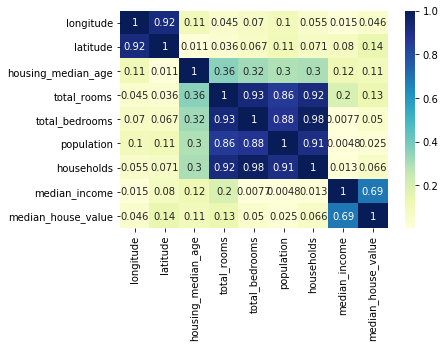 longitude 1 0.92 0.11 0.045 0.07 0.1 0.055 0.015 0.046
latitude 0.92 1 0.011 0.036 0.067 0.11 0.071 0.08 0.14
housing_median_age 0.11 0.011 1 0.36 0.32 0.3 0.3 0.12 0.11
total_rooms 0.045 0.036 0.36 1 0.93 0.86 0.92 0.2 0.13
total_bedrooms 0.07 0.067 0.32 0.93 1 0.88 0.98 0.0077 0.05
population 0.1 0.11 0.3 0.86 0.88 1 0.91 0.0048 0.025
households 0.055 0.071 0.3 0.92 0.98 0.91 1 0.013 0.066
median_income 0.015 0.08 0.12 0.2 0.0077 0.0048 0.013 1 0.69
median_house_value 0.046 0.14 0.11 0.13 0.05 0.025 0.066 0.69 1
longitude
latitude
housing_median_age
total_rooms
total_bedrooms
population
households
median_income
median_house_value
1.0
0.8
0.6
0.4
0.2